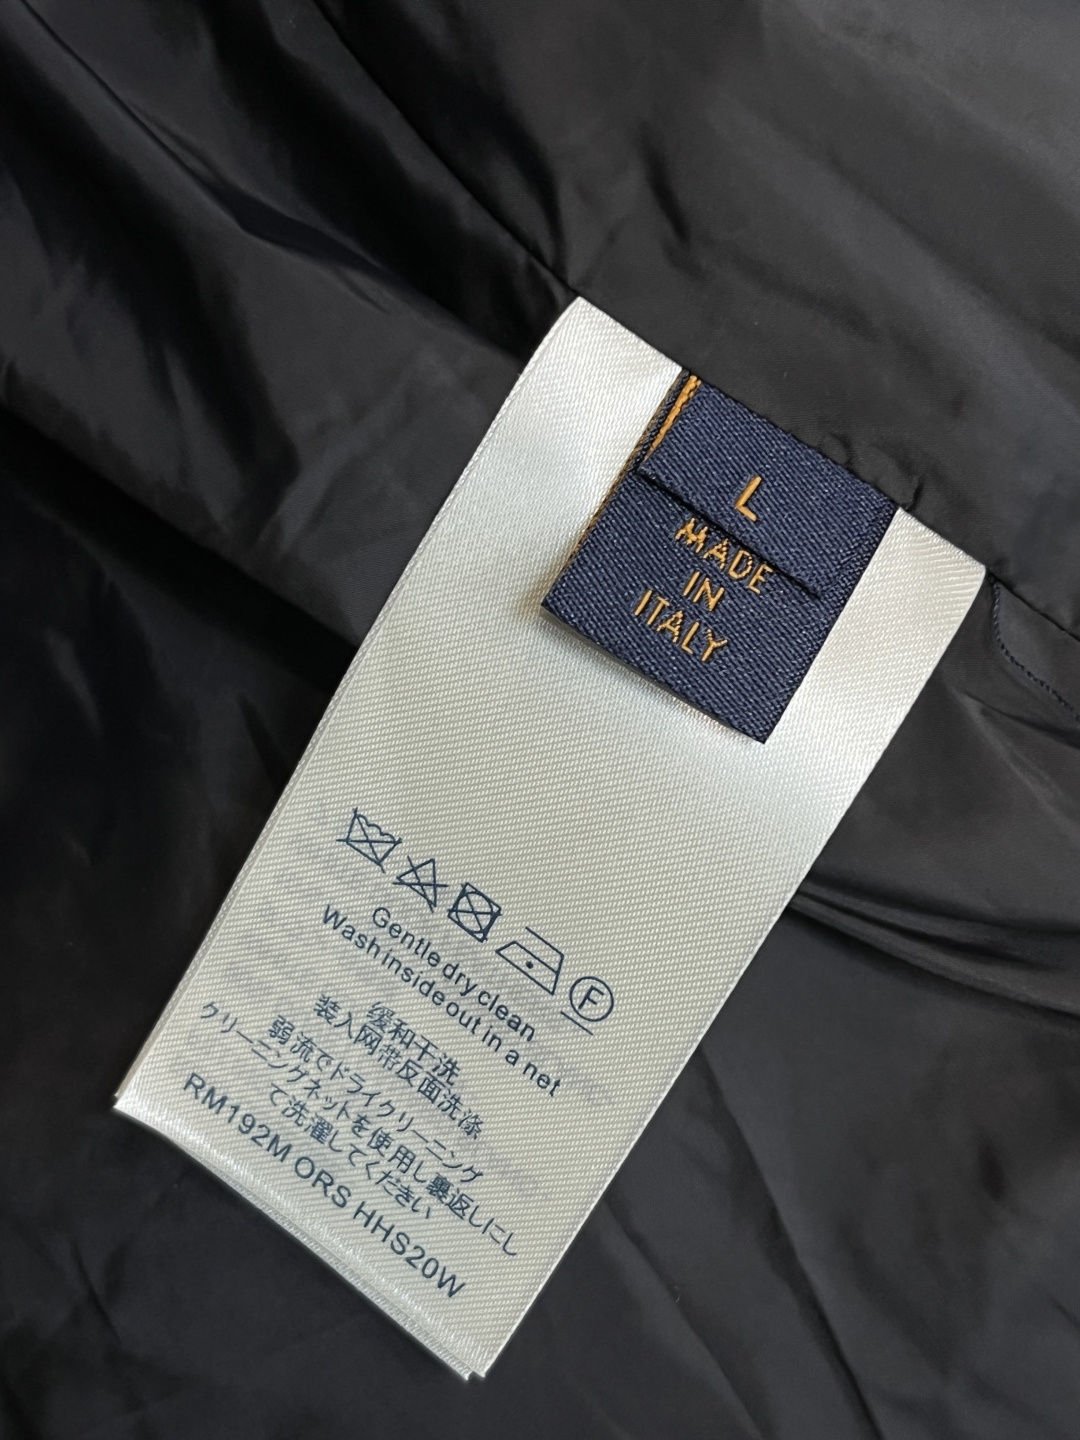 L
MADE
IN
ITALY
F
Gentle dry clean
Wash inside out in a net
缓和干洗
装入网带反面洗涤
弱流でドライクリーニング
クリーニングネットを使用し裏返しにし
て洗濯してください
RM192M ORS HHS20W